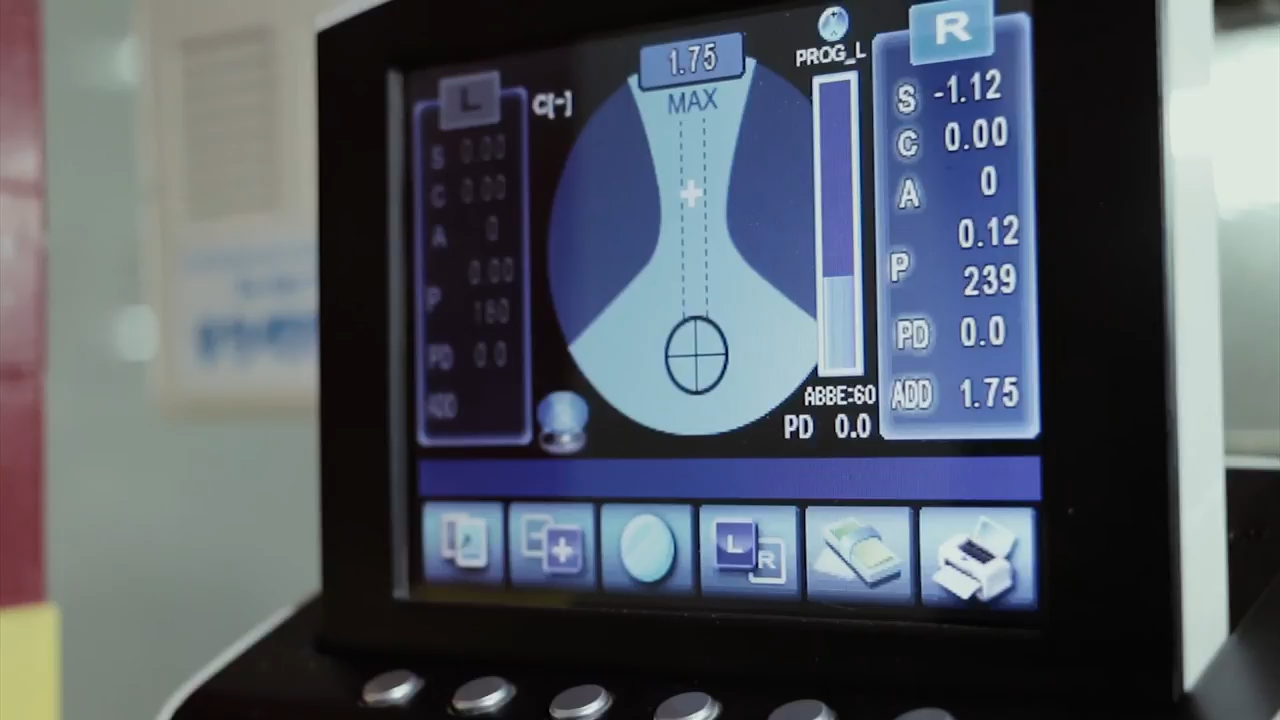 L
S 0.00
C 0.00
A 0
0.00
P
180
PD 0.0
ADD
C[-]
1.75
MAX
PROG_L
ABBE:60
PD 0.0
R
S -1.12
C 0.00
A 0
0.12
P
239
PD 0.0
ADD 1.75
L
R